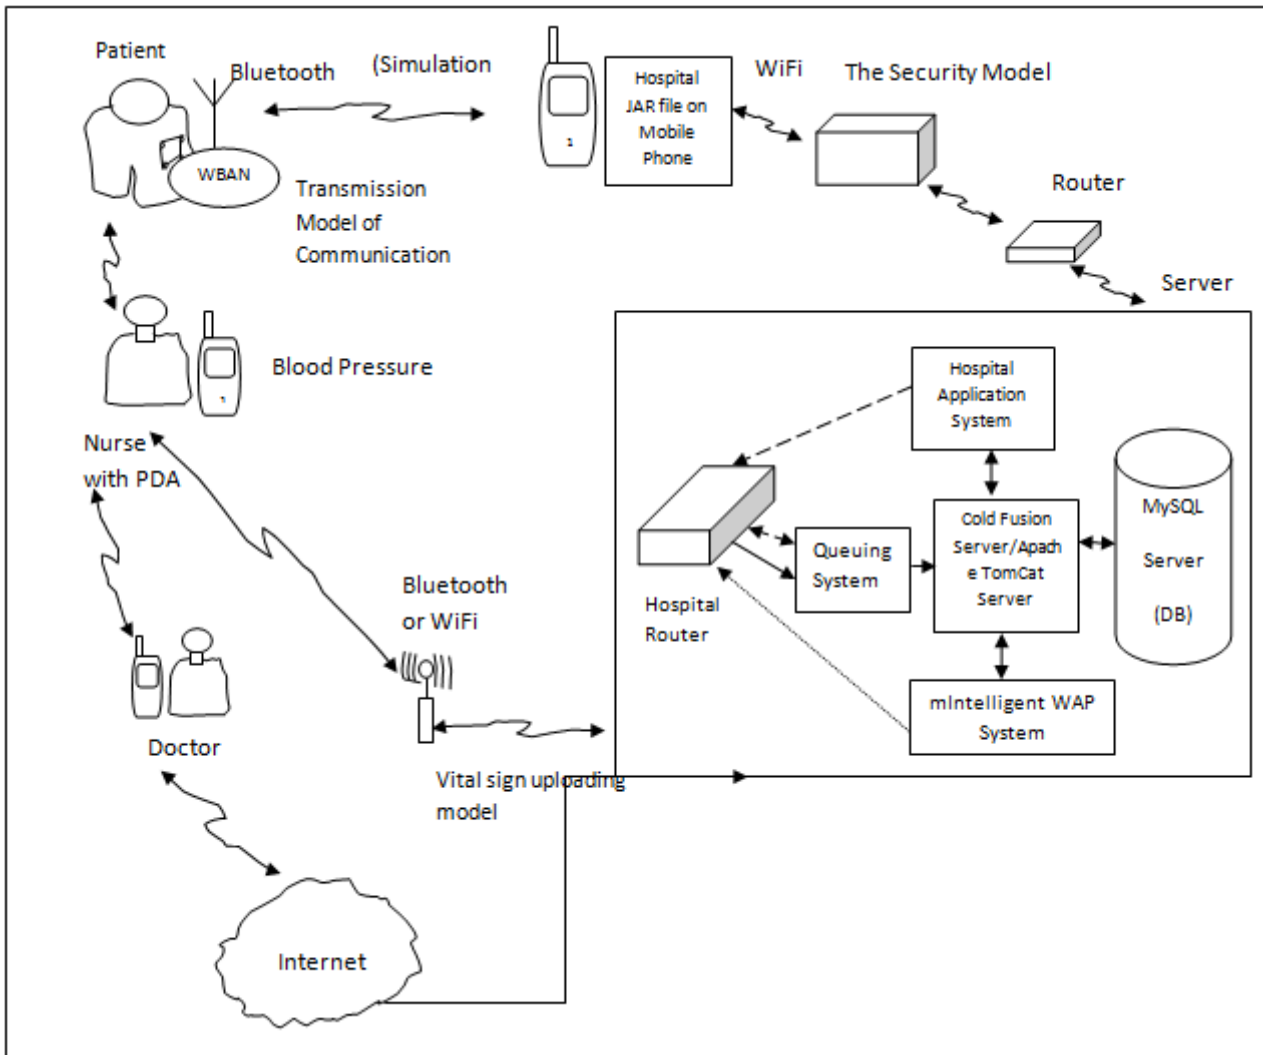 Patient
Bluetooth (Simulation
WBAN
Transmission
Model of
Communication
1
Hospital
JAR file on
Mobile
Phone
WiFi
The Security Model
Router
Server
Blood Pressure
1
Nurse
with PDA
Bluetooth
or WiFi
Doctor
Vital sign uploading
model
Internet
Hospital
Application
System
Hospital
Router
Queuing
System
Cold Fusion
Server/Apach
e TomCat
Server
MySQL
Server
(DB)
mIntelligent WAP
System